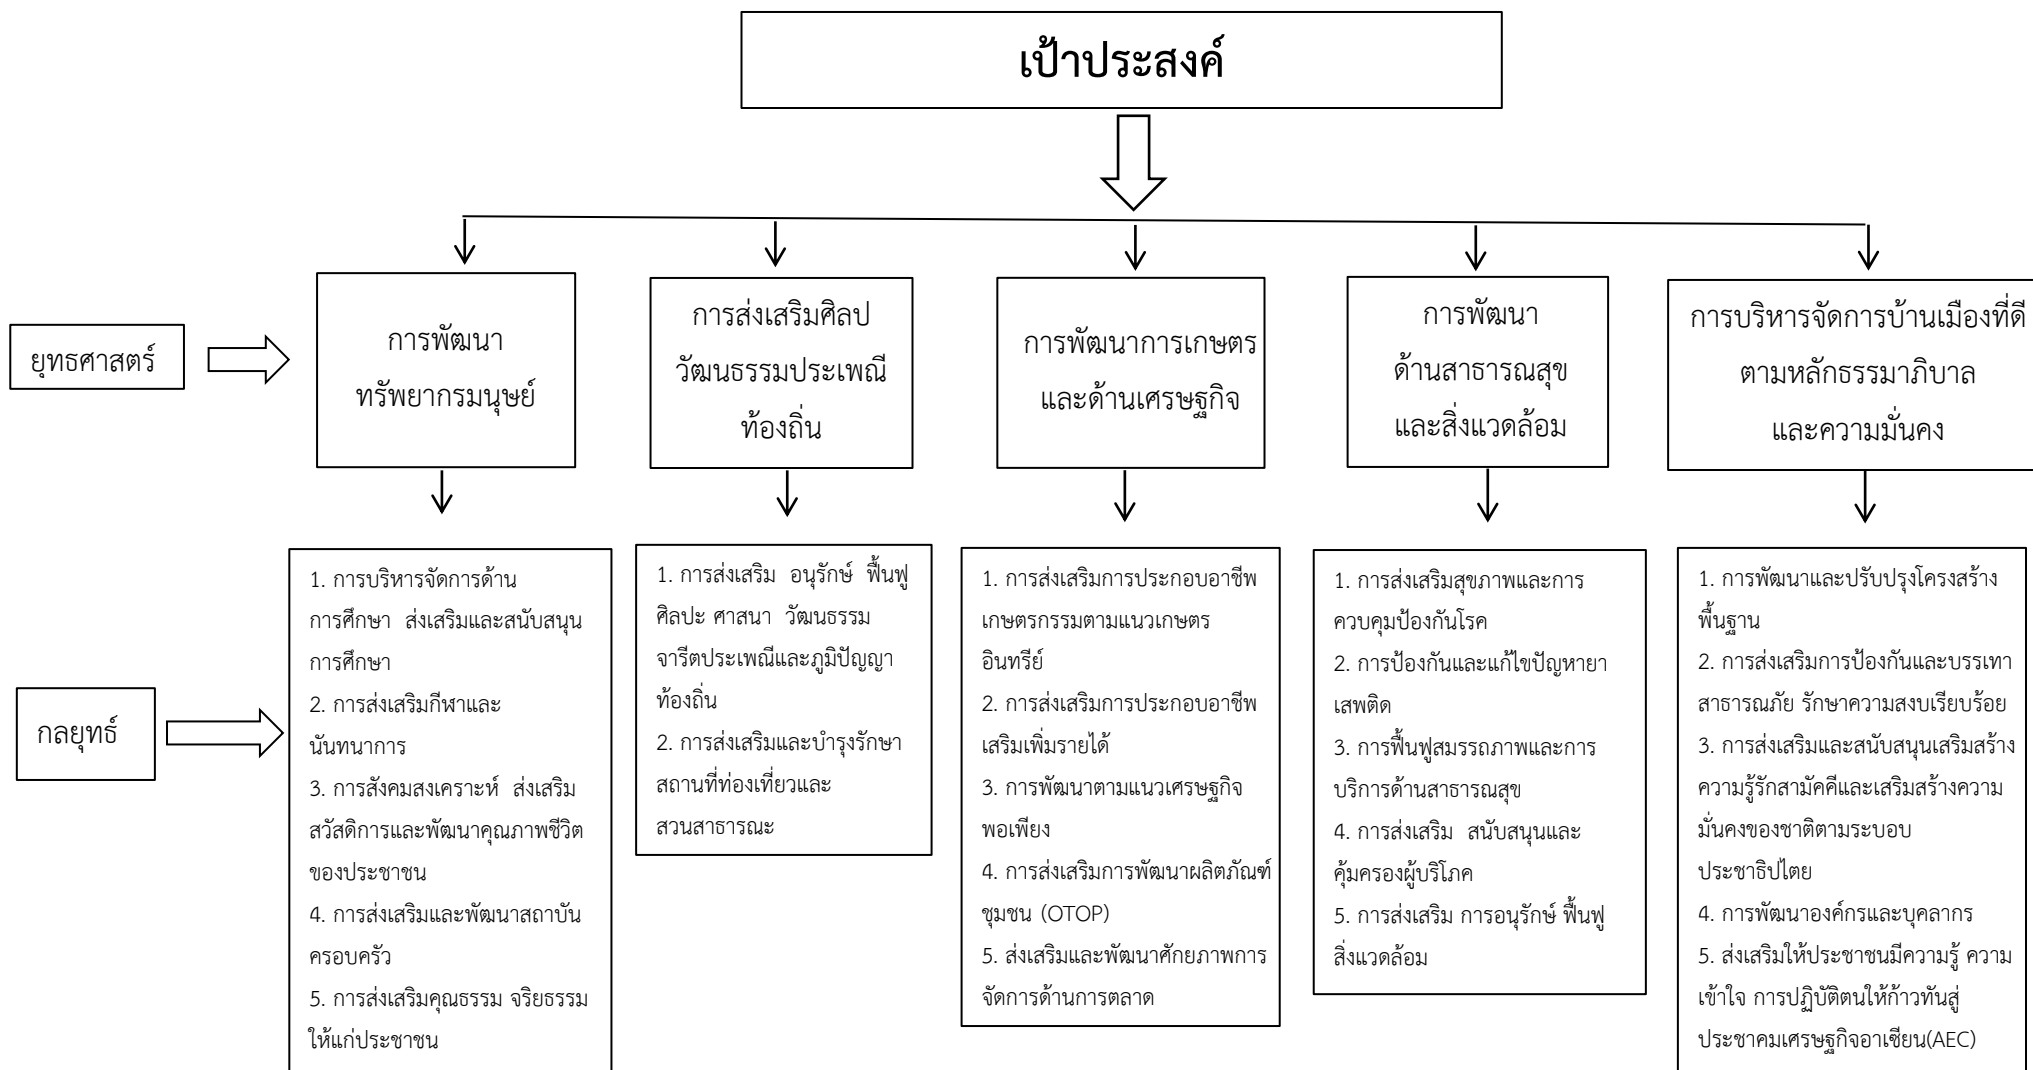 เป้าประสงค์
ยุทธศาสตร์
การพัฒนา
ทรัพยากรมนุษย์
การส่งเสริมศิลป
วัฒนธรรมประเพณี
ท้องถิ่น
การพัฒนาการเกษตร
และด้านเศรษฐกิจ
การพัฒนา
ด้านสาธารณสุข
และสิ่งแวดล้อม
การบริหารจัดการบ้านเมืองที่ดี
ตามหลักธรรมาภิบาล
และความมั่นคง
กลยุทธ์
1. การบริหารจัดการด้าน
การศึกษา  ส่งเสริมและสนับสนุน
การศึกษา
2. การส่งเสริมกีฬาและ
นันทนาการ
3. การสังคมสงเคราะห์  ส่งเสริม
สวัสดิการและพัฒนาคุณภาพชีวิต
ของประชาชน
4. การส่งเสริมและพัฒนาสถาบัน
ครอบครัว
5. การส่งเสริมคุณธรรม จริยธรรม
ให้แก่ประชาชน
1. การส่งเสริม  อนุรักษ์  ฟื้นฟู
ศิลปะ ศาสนา  วัฒนธรรม
จารีตประเพณีและภูมิปัญญา
ท้องถิ่น
2. การส่งเสริมและบำรุงรักษา
สถานที่ท่องเที่ยวและ
สวนสาธารณะ
1. การส่งเสริมการประกอบอาชีพ
เกษตรกรรมตามแนวเกษตร
อินทรีย์
2. การส่งเสริมการประกอบอาชีพ
เสริมเพิ่มรายได้
3. การพัฒนาตามแนวเศรษฐกิจ
พอเพียง
4. การส่งเสริมการพัฒนาผลิตภัณฑ์
ชุมชน (OTOP)
5. ส่งเสริมและพัฒนาศักยภาพการ
จัดการด้านการตลาด
1. การส่งเสริมสุขภาพและการ
ควบคุมป้องกันโรค
2. การป้องกันและแก้ไขปัญหายา
เสพติด
3. การฟื้นฟูสมรรถภาพและการ
บริการด้านสาธารณสุข
4. การส่งเสริม  สนับสนุนและ
คุ้มครองผู้บริโภค
5. การส่งเสริม การอนุรักษ์ ฟื้นฟู
สิ่งแวดล้อม
1. การพัฒนาและปรับปรุงโครงสร้าง
พื้นฐาน
2. การส่งเสริมการป้องกันและบรรเทา
สาธารณภัย รักษาความสงบเรียบร้อย
3. การส่งเสริมและสนับสนุนเสริมสร้าง
ความรู้รักสามัคคีและเสริมสร้างความ
มั่นคงของชาติตามระบอบ
ประชาธิปไตย
4. การพัฒนาองค์กรและบุคลากร
5. ส่งเสริมให้ประชาชนมีความรู้ ความ
เข้าใจ การปฏิบัติตนให้ก้าวทันสู่
ประชาคมเศรษฐกิจอาเซียน(AEC)